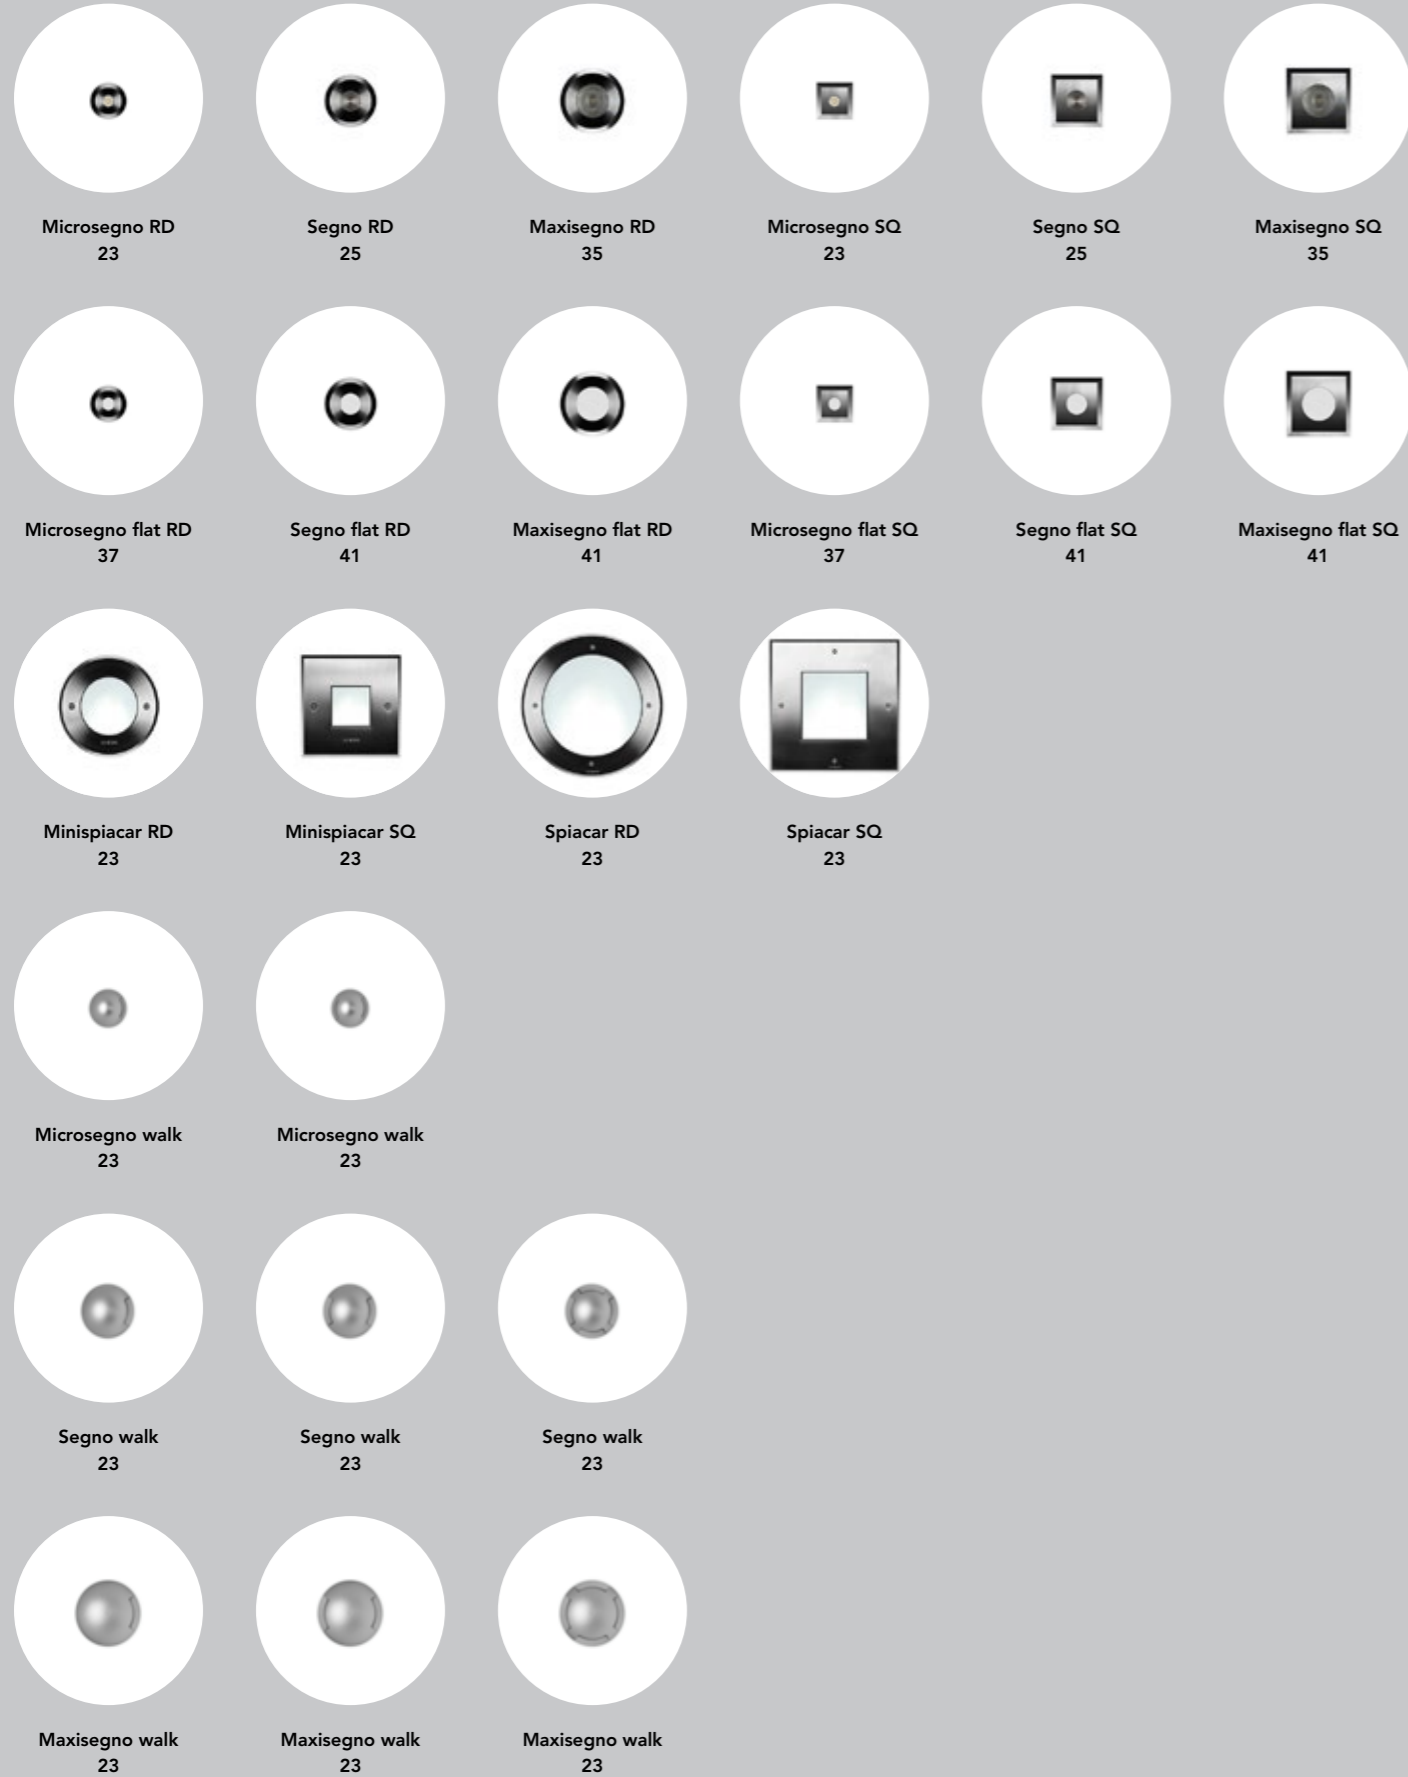 Microsegno RD
23
Segno RD
25
Maxisegno RD
35
Microsegno SQ
23
Segno SQ
25
Maxisegno SQ
35
Microsegno flat RD
37
Segno flat RD
41
Maxisegno flat RD
41
Microsegno flat SQ
37
Segno flat SQ
41
Maxisegno flat SQ
41
Minispiacar RD
23
Minispiacar SQ
23
Spiacar RD
23
Spiacar SQ
23
Microsegno walk
23
Microsegno walk
23
Segno walk
23
Segno walk
23
Segno walk
23
Maxisegno walk
23
Maxisegno walk
23
Maxisegno walk
23